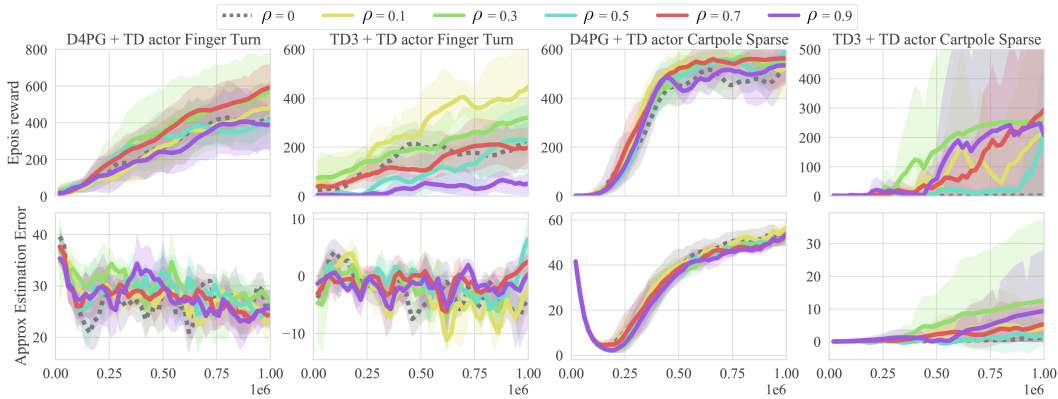 ρ = 0 ρ = 0.1 ρ = 0.3 ρ = 0.5 ρ = 0.7 ρ = 0.9
D4PG + TD actor Finger Turn TD3 + TD actor Finger Turn D4PG + TD actor Cartpole Sparse TD3 + TD actor Cartpole Sparse
Epois reward
800 600 600 500
600 400 400 400
400 200 200 300
200 0 0 200
0 100
0
Approx Estimation Error
40 10 60 30
30 0 40 20
20 −10 20 10
0 0
0.00 0.25 0.50 0.75 1.00 0.00 0.25 0.50 0.75 1.00 0.00 0.25 0.50 0.75 1.00 0.00 0.25 0.50 0.75 1.00
1e6 1e6 1e6 1e6